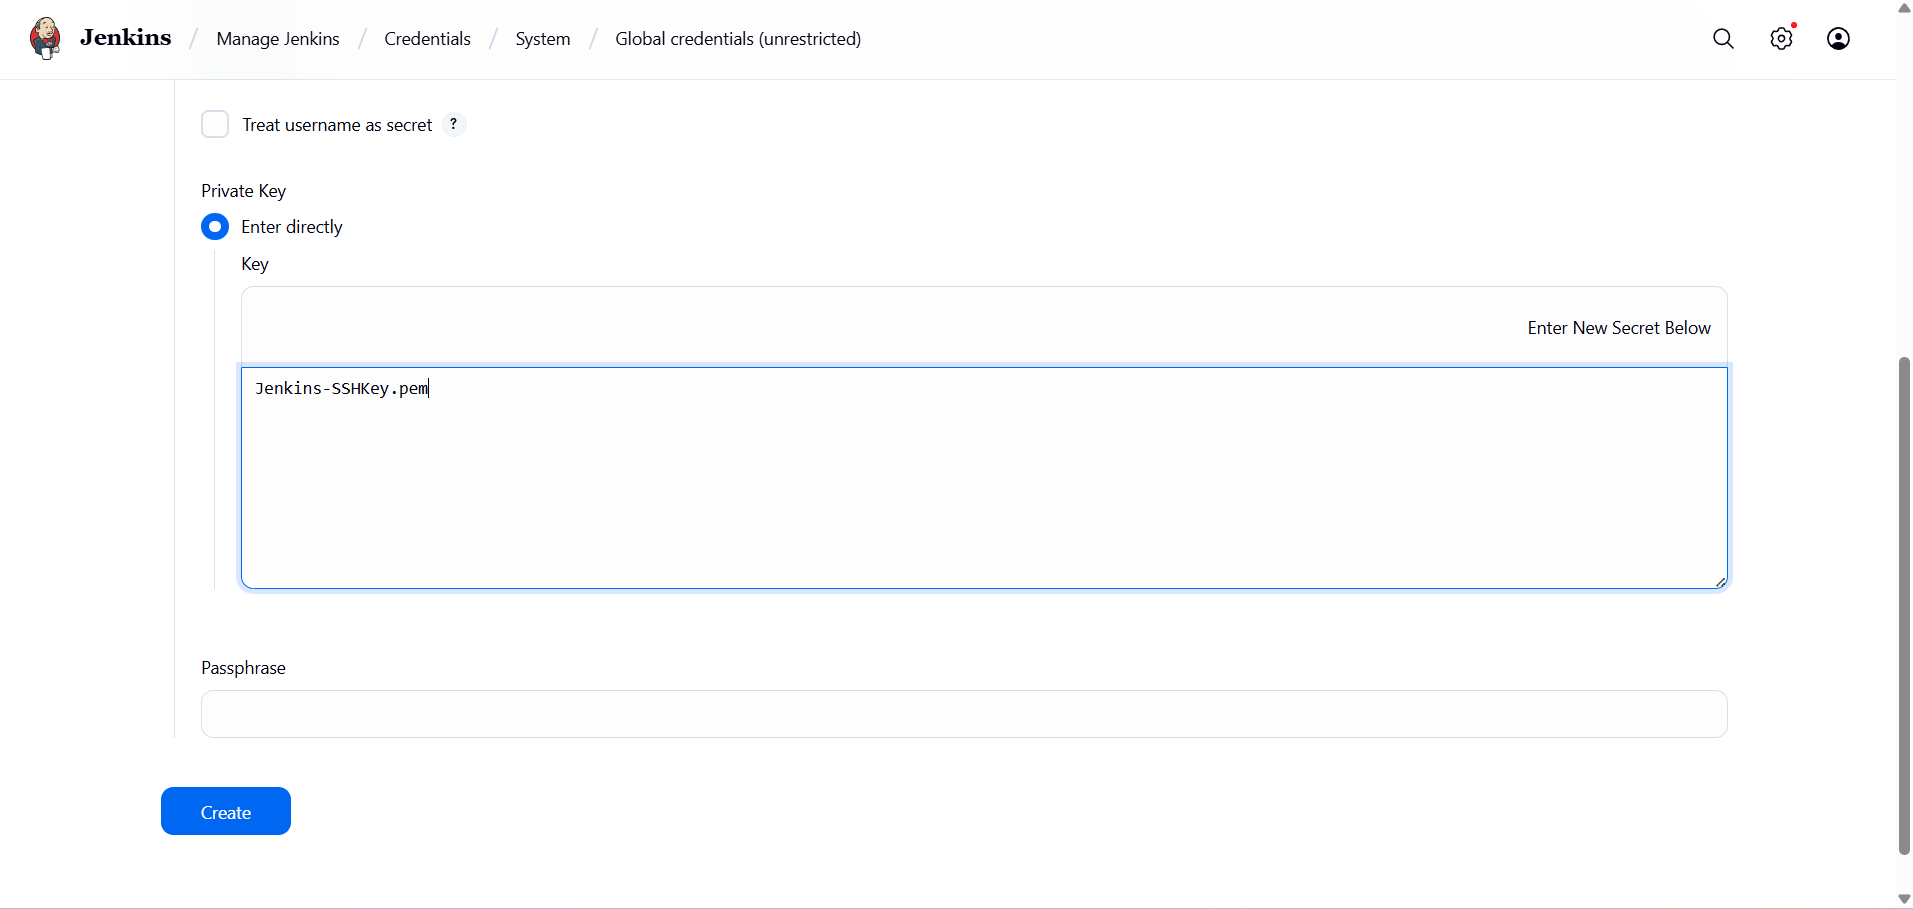 Jenkins / Manage Jenkins / Credentials / System / Global credentials (unrestricted)
Treat username as secret ?
Private Key
Enter directly
Key
Enter New Secret Below
Jenkins-SSHKey.pem
Passphrase
Create